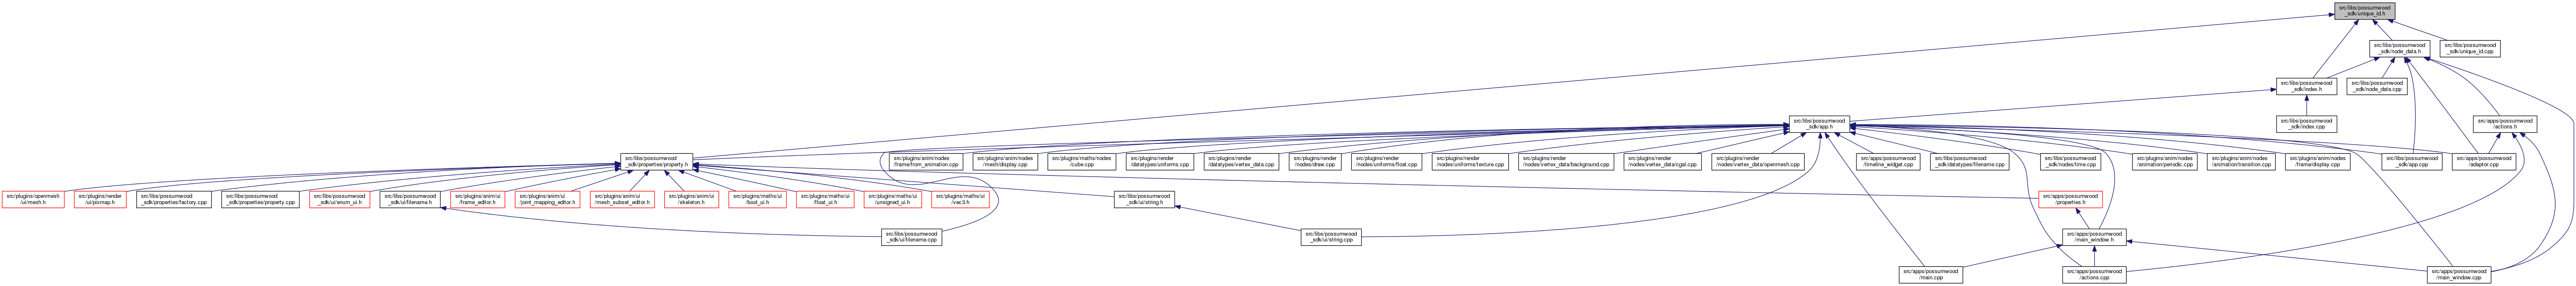 src/libs/possumwood
_sdk/unique_id.h
src/libs/possumwood
_sdk/node_data.h
src/libs/possumwood
_sdk/unique_id.cpp
src/libs/possumwood
_sdk/index.h
src/libs/possumwood
_sdk/node_data.cpp
src/libs/possumwood
_sdk/app.h
src/libs/possumwood
_sdk/index.cpp
src/apps/possumwood
/actions.h
src/libs/possumwood
_sdk/properties/property.h
src/plugins/anim/nodes
/frame/from_animation.cpp
src/plugins/anim/nodes
/mesh/display.cpp
src/plugins/maths/nodes
/cube.cpp
src/plugins/render
/datatypes/uniforms.cpp
src/plugins/render
/datatypes/vertex_data.cpp
src/plugins/render
/nodes/draw.cpp
src/plugins/render
/nodes/uniforms/float.cpp
src/plugins/render
/nodes/uniforms/texture.cpp
src/plugins/render
/nodes/vertex_data/background.cpp
src/plugins/render
/nodes/vertex_data/cgal.cpp
src/plugins/render
/nodes/vertex_data/openmesh.cpp
src/apps/possumwood
/timeline_widget.cpp
src/libs/possumwood
_sdk/datatypes/filename.cpp
src/libs/possumwood
_sdk/nodes/time.cpp
src/plugins/anim/nodes
/animation/periodic.cpp
src/plugins/anim/nodes
/animation/transition.cpp
src/plugins/anim/nodes
/frame/display.cpp
src/libs/possumwood
_sdk/app.cpp
src/apps/possumwood
/adaptor.cpp
src/plugins/openmesh
/ui/mesh.h
src/plugins/render
/ui/pixmap.h
src/libs/possumwood
_sdk/properties/factory.cpp
src/libs/possumwood
_sdk/properties/property.cpp
src/libs/possumwood
_sdk/ui/enum_ui.h
src/libs/possumwood
_sdk/ui/filename.h
src/plugins/anim/ui
/frame_editor.h
src/plugins/anim/ui
/joint_mapping_editor.h
src/plugins/anim/ui
/mesh_subset_editor.h
src/plugins/anim/ui
/skeleton.h
src/plugins/maths/ui
/bool_ui.h
src/plugins/maths/ui
/float_ui.h
src/plugins/maths/ui
/unsigned_ui.h
src/plugins/maths/ui
/vec3.h
src/libs/possumwood
_sdk/ui/string.h
src/apps/possumwood
/properties.h
src/libs/possumwood
_sdk/ui/filename.cpp
src/libs/possumwood
_sdk/ui/string.cpp
src/apps/possumwood
/main_window.h
src/apps/possumwood
/main.cpp
src/apps/possumwood
/actions.cpp
src/apps/possumwood
/main_window.cpp